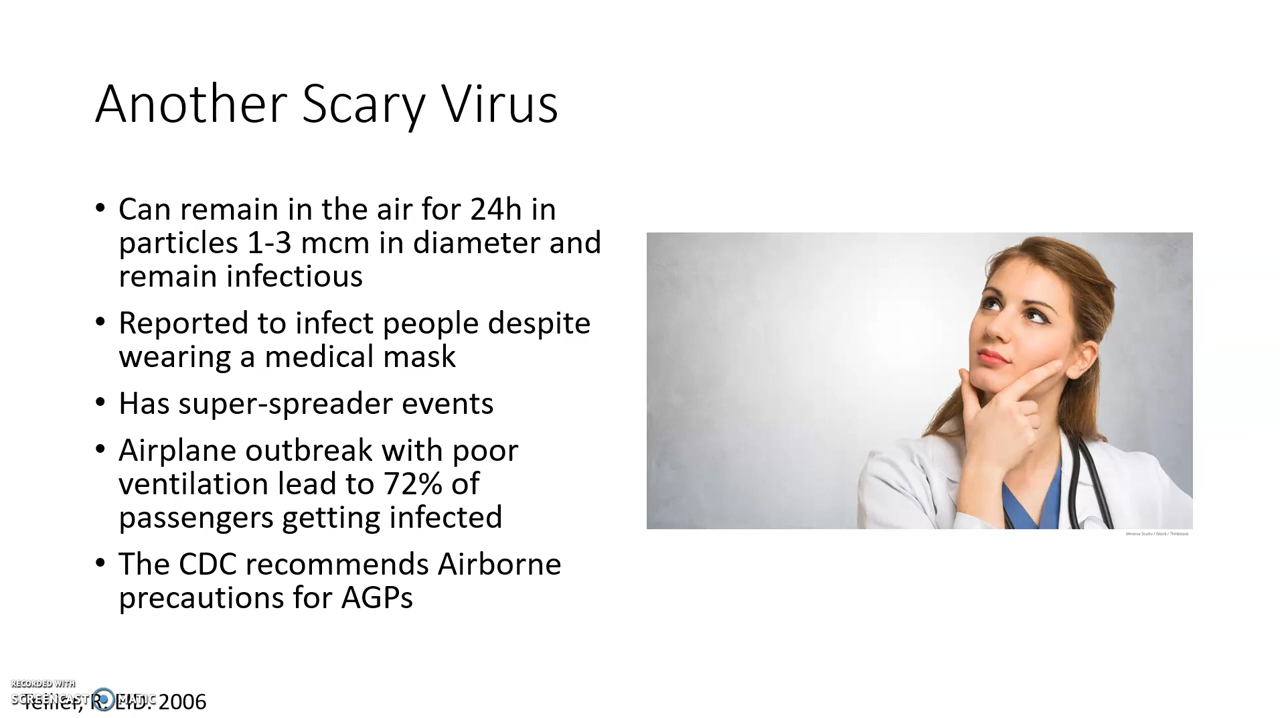 Another Scary Virus
• Can remain in the air for 24h in
particles 1-3 mcm in diameter and
remain infectious
• Reported to infect people despite
wearing a medical mask
• Has super-spreader events
• Airplane outbreak with poor
ventilation lead to 72% of
passengers getting infected
• The CDC recommends Airborne
precautions for AGPs
RECORDED WITH
SCREENCAST MATIC
R. EID. 2006